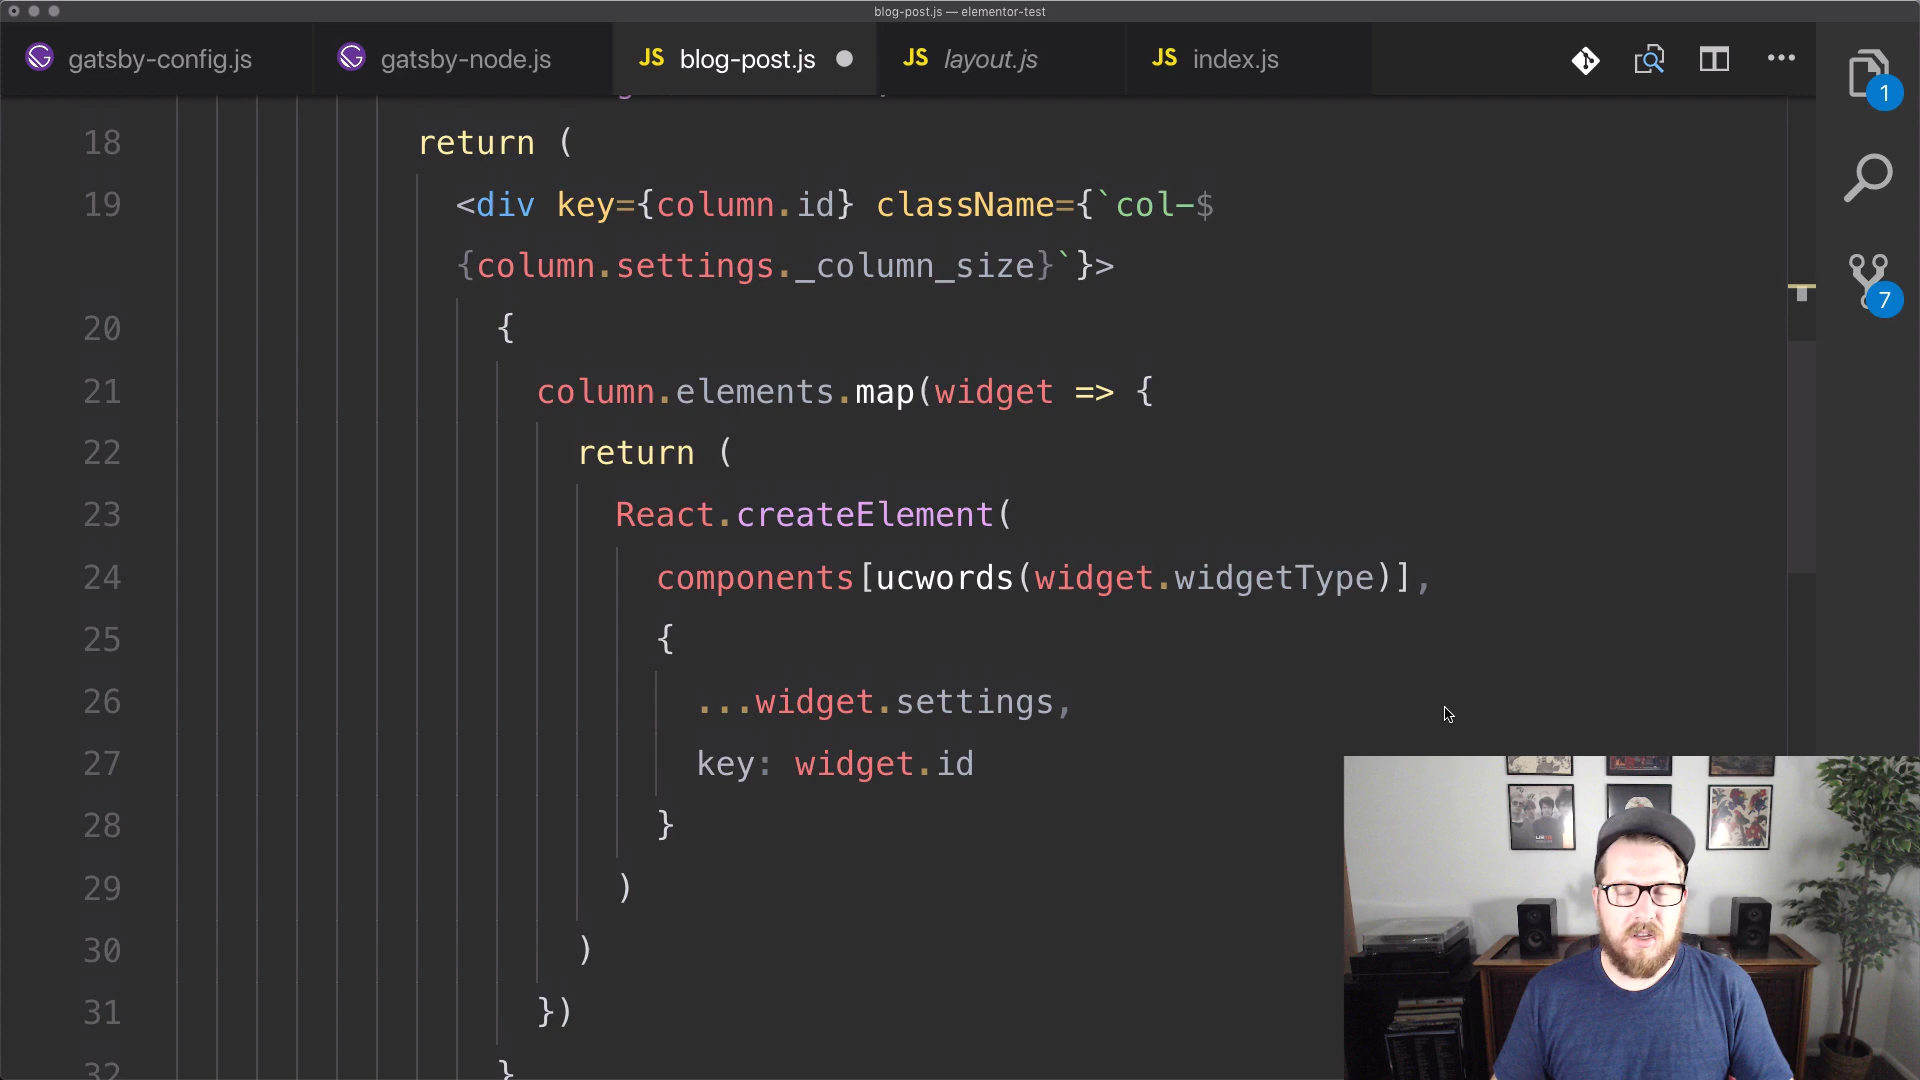 blog-post.js — elementor-test
gatsby-config.js
gatsby-node.js
JS blog-post.js
JS layout.js
JS index.js
1
7
18 return (
19 <div key={column.id} className={`col-$
{column.settings._column_size}`}>
20 {
21 column.elements.map(widget => {
22 return (
23 React.createElement(
24 components[ucwords(widget.widgetType)],
25 {
26 ...widget.settings,
27 key: widget.id
28 }
29 )
30 )
31 })
32 }